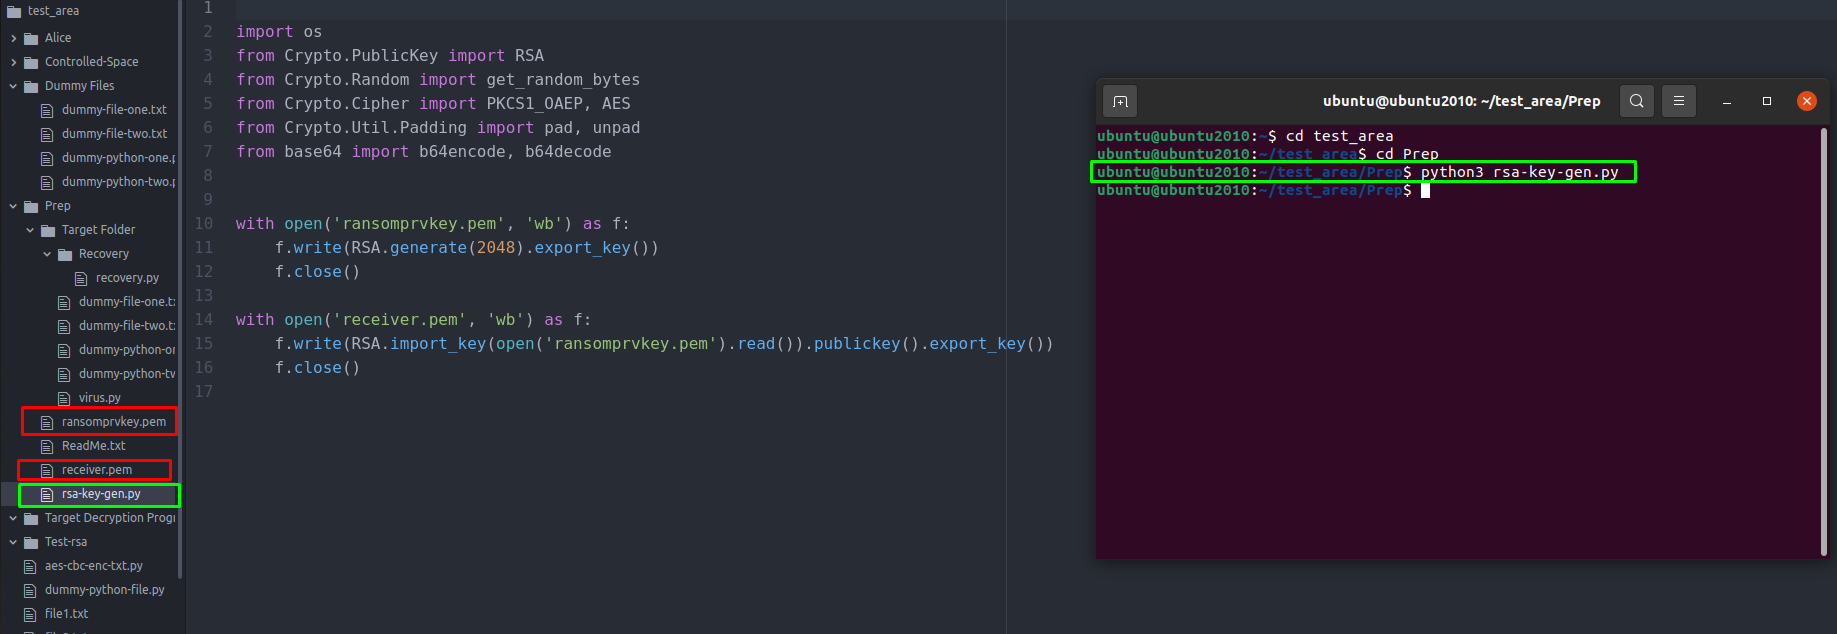 test_area
Alice
Controlled-Space
Dummy Files
dummy-file-one.txt
dummy-file-two.txt
dummy-python-one.p
dummy-python-two.p
Prep
Target Folder
Recovery
recovery.py
dummy-file-one.tx
dummy-file-two.tx
dummy-python-on
dummy-python-tw
virus.py
ransomprvkey.pem
ReadMe.txt
receiver.pem
rsa-key-gen.py
Target Decryption Progr
Test-rsa
aes-cbc-enc-txt.py
dummy-python-file.py
file1.txt
1
2 import os
3 from Crypto.PublicKey import RSA
4 from Crypto.Random import get_random_bytes
5 from Crypto.Cipher import PKCS1_OAEP, AES
6 from Crypto.Util.Padding import pad, unpad
7 from base64 import b64encode, b64decode
8
9
10 with open('ransomprvkey.pem', 'wb') as f:
11     f.write(RSA.generate(2048).export_key())
12     f.close()
13
14 with open('receiver.pem', 'wb') as f:
15     f.write(RSA.import_key(open('ransomprvkey.pem').read()).publickey().export_key())
16     f.close()
17
ubuntu@ubuntu2010: ~/test_area/Prep
ubuntu@ubuntu2010:~$ cd test_area
ubuntu@ubuntu2010:~/test_area$ cd Prep
ubuntu@ubuntu2010:~/test_area/Prep$ python3 rsa-key-gen.py
ubuntu@ubuntu2010:~/test_area/Prep$